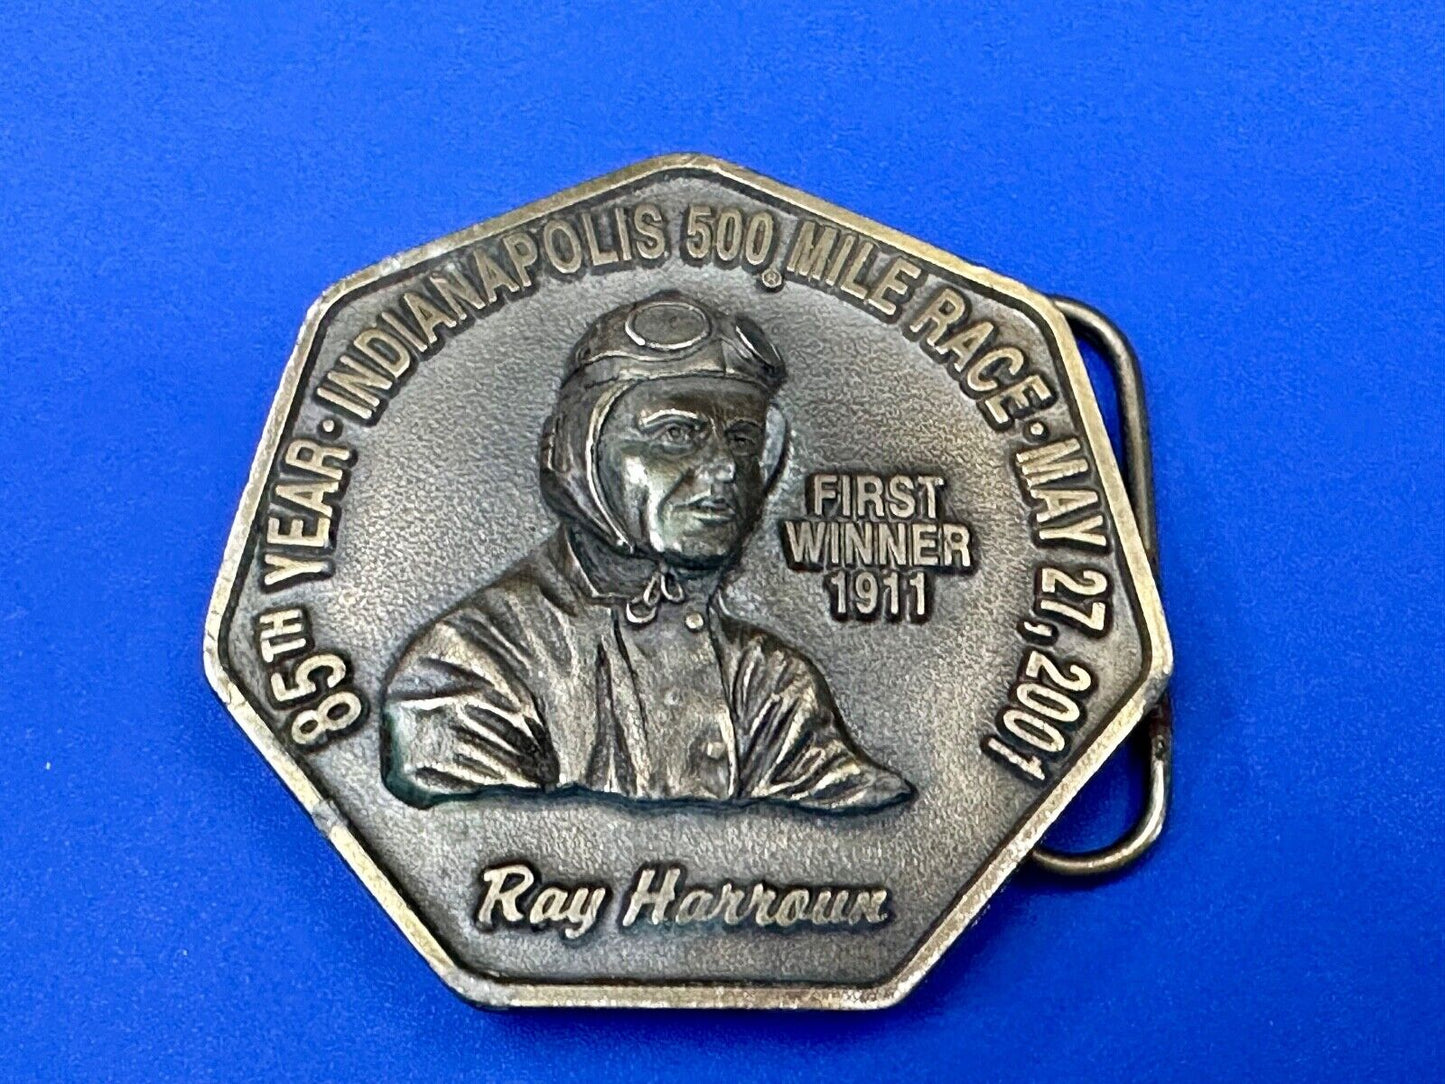 85TH YEAR · INDIANAPOLIS 500® MILE RACE · MAY 27, 2001
FIRST
WINNER
1911
Ray Harroun